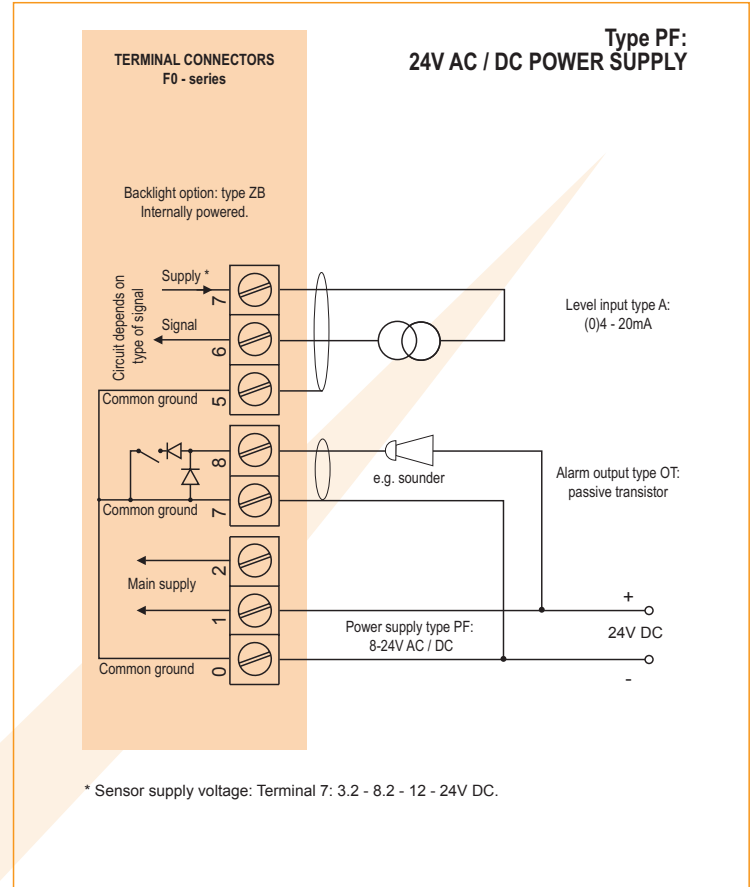 Type PF:
24V AC / DC POWER SUPPLY
TERMINAL CONNECTORS
F0 - series
Backlight option: type ZB
Internally powered.
Circuit depends on
type of signal
Supply *
7
Signal
6
Common ground
5
Level input type A:
(0)4 - 20mA
8
e.g. sounder
Alarm output type OT:
passive transistor
Common ground
7
2
Main supply
1
Power supply type PF:
8-24V AC / DC
+
24V DC
-
Common ground
0
* Sensor supply voltage: Terminal 7: 3.2 - 8.2 - 12 - 24V DC.